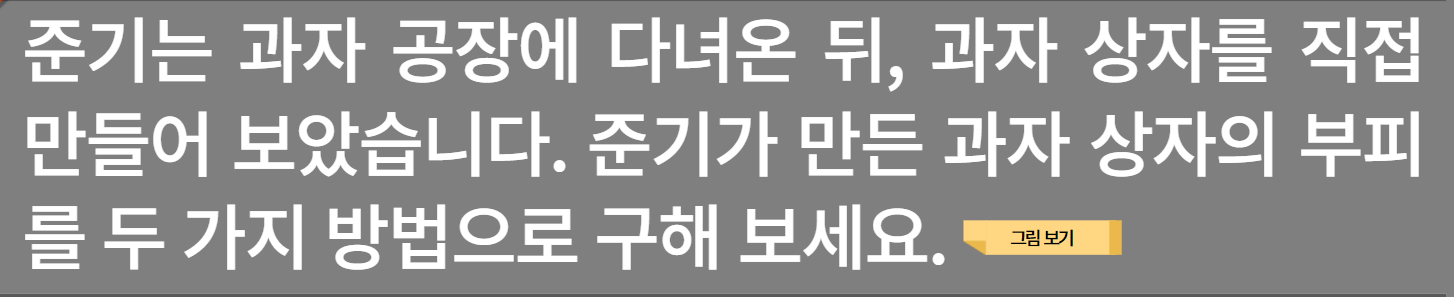 준기는 과자 공장에 다녀온 뒤, 과자 상자를 직접
만들어 보았습니다. 준기가 만든 과자 상자의 부피
를 두 가지 방법으로 구해 보세요. 그림 보기